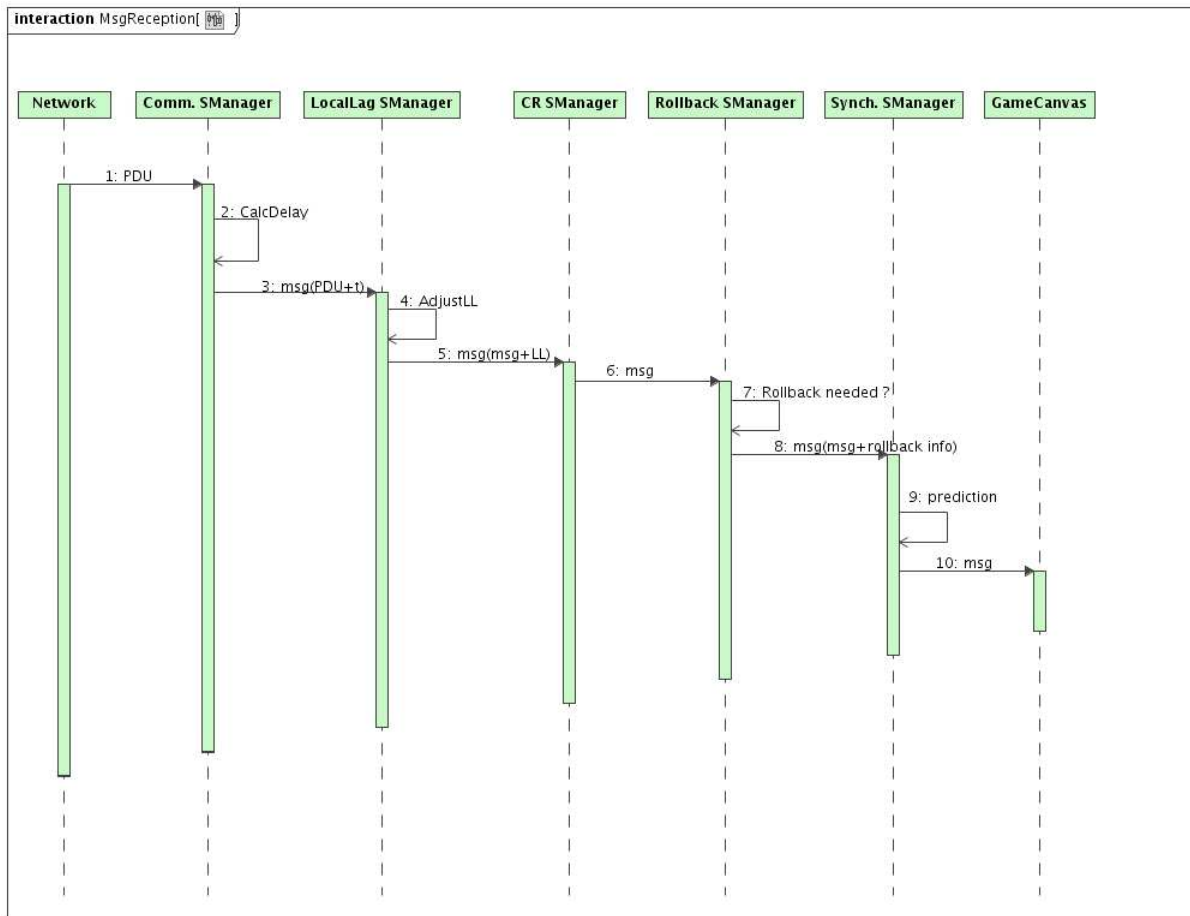 interaction MsgReception[ ]
Network
Comm. SManager
LocalLag SManager
CR SManager
Rollback SManager
Synch. SManager
GameCanvas
1: PDU
2: CalcDelay
3: msg(PDU+t)
4: AdjustLL
5: msg(msg+LL)
6: msg
7: Rollback needed ?
8: msg(msg+rollback info)
9: prediction
10: msg